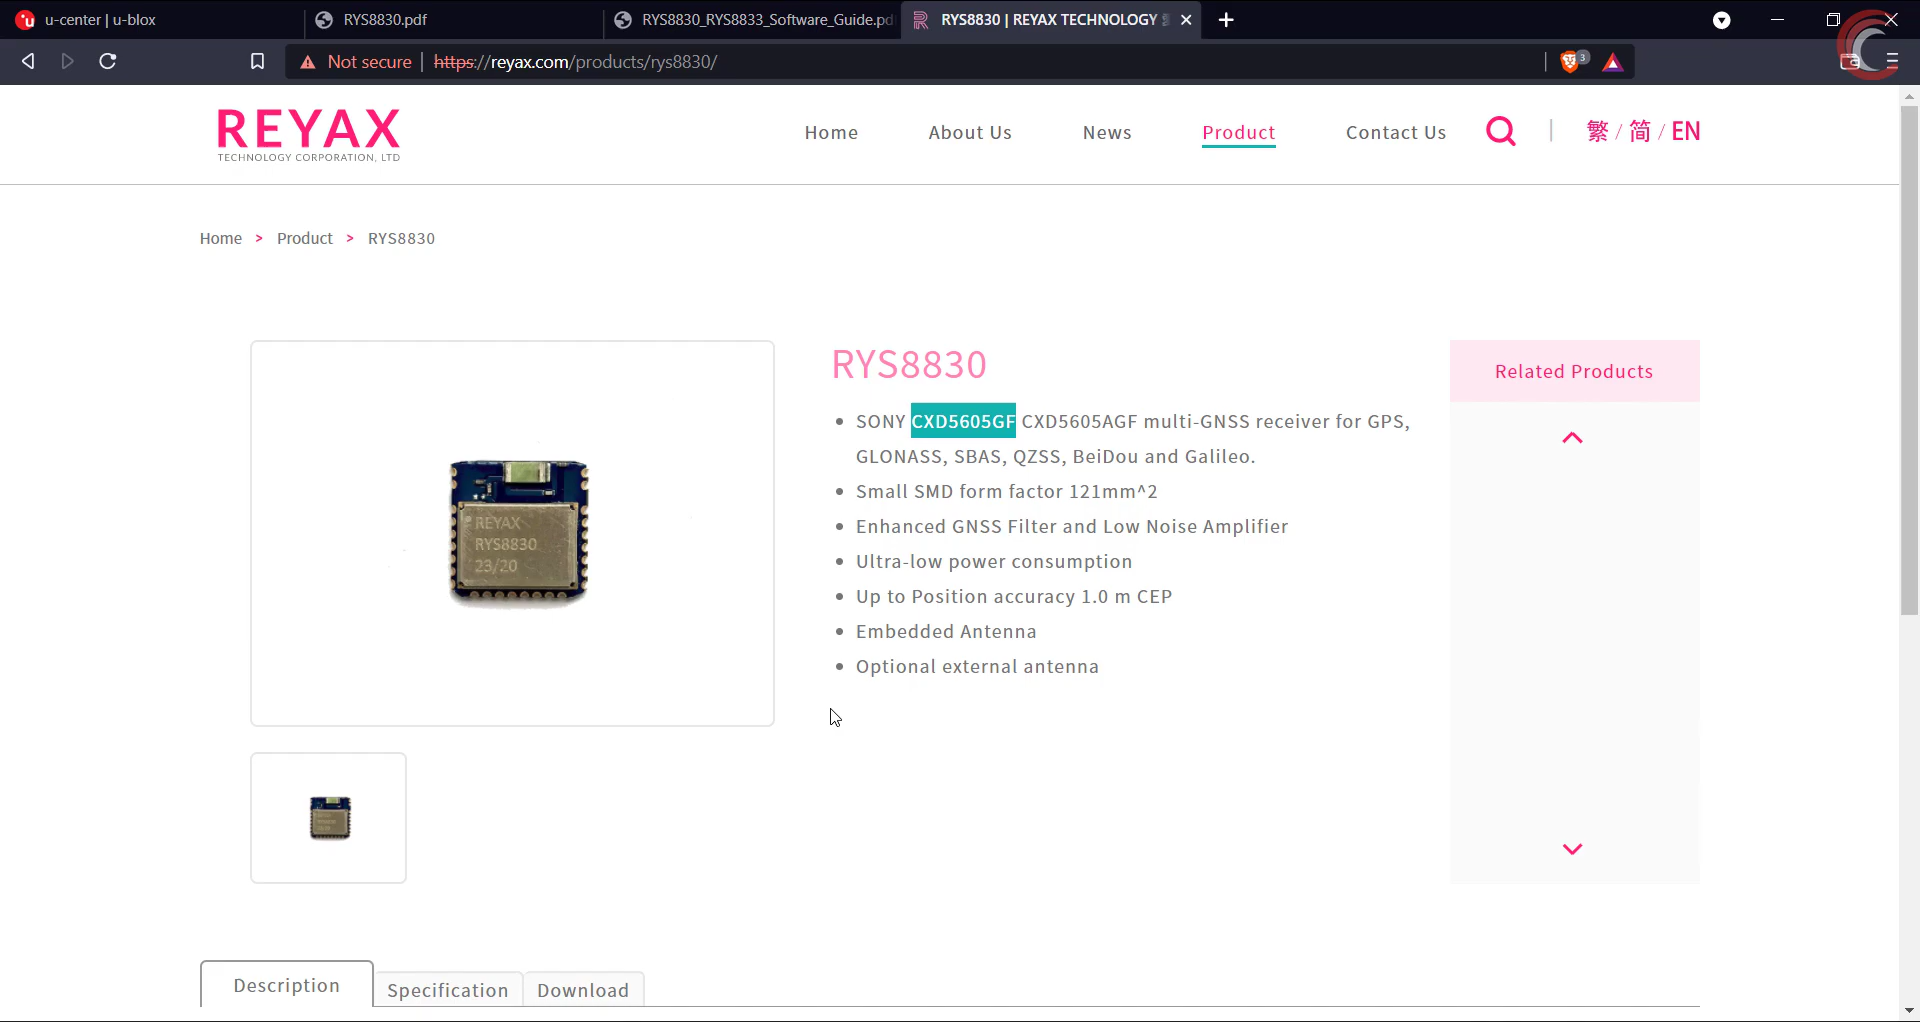 u-center | u-blox
RYS8830.pdf
RYS8830_RYS8833_Software_Guide.pd
RYS8830 | REYAX TECHNOLOGY
Not secure
https://reyax.com/products/rys8830/
3
REYAX
TECHNOLOGY CORPORATION, LTD
Home
About Us
News
Product
Contact Us
繁 / 简 / EN
Home > Product > RYS8830
REYAX
RYS8830
23/20
RYS8830
SONY CXD5605GF CXD5605AGF multi-GNSS receiver for GPS,
GLONASS, SBAS, QZSS, BeiDou and Galileo.
Small SMD form factor 121mm^2
Enhanced GNSS Filter and Low Noise Amplifier
Ultra-low power consumption
Up to Position accuracy 1.0 m CEP
Embedded Antenna
Optional external antenna
Related Products
Description
Specification
Download